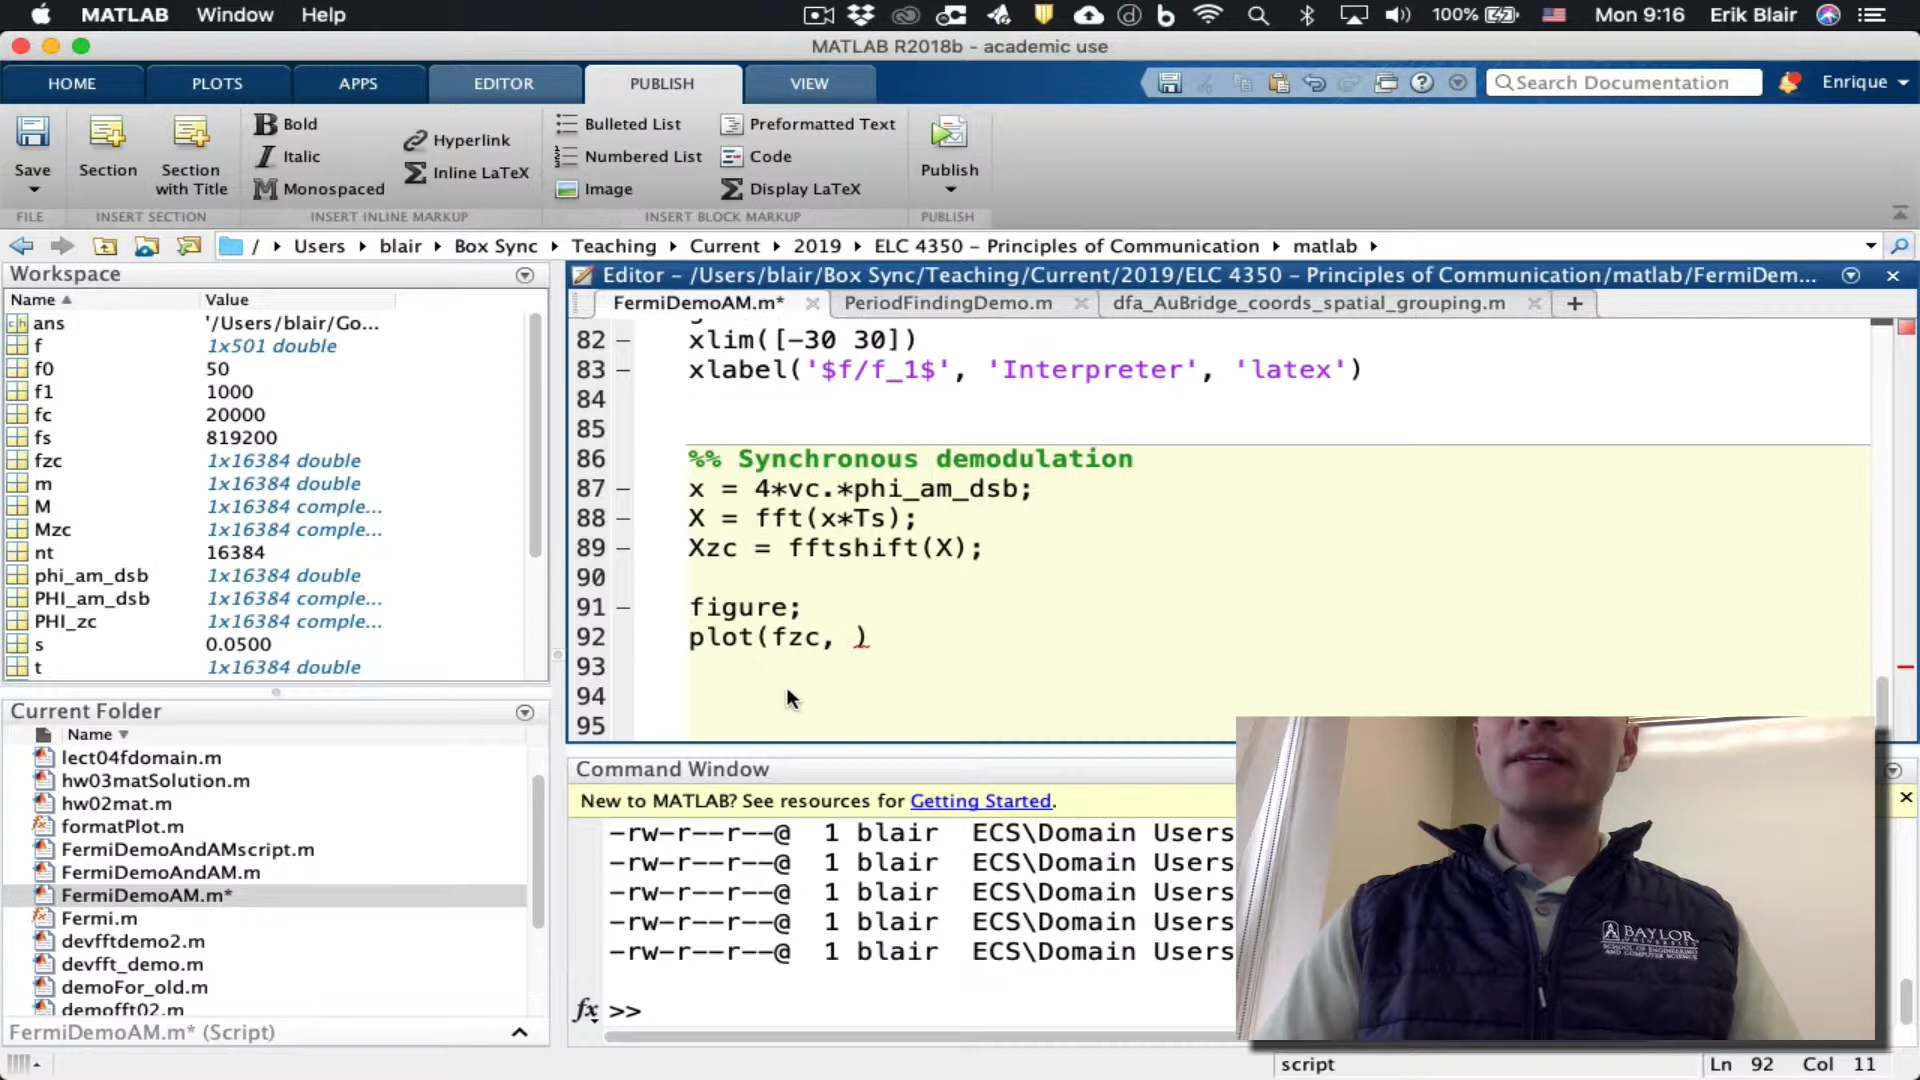 MATLAB Window Help 100% Mon 9:16 Erik Blair
MATLAB R2018b - academic use
HOME PLOTS APPS EDITOR PUBLISH VIEW Search Documentation Enrique
Save Section Section with Title Bold Italic Monospaced Hyperlink Inline LaTeX Bulleted List Numbered List Image Preformatted Text Code Display LaTeX Publish
FILE INSERT SECTION INSERT INLINE MARKUP INSERT BLOCK MARKUP PUBLISH
/ Users blair Box Sync Teaching Current 2019 ELC 4350 – Principles of Communication matlab
Workspace
Name Value
ans '/Users/blair/Go...
f 1x501 double
f0 50
f1 1000
fc 20000
fs 819200
fzc 1x16384 double
m 1x16384 double
M 1x16384 comple...
Mzc 1x16384 comple...
nt 16384
phi_am_dsb 1x16384 double
PHI_am_dsb 1x16384 comple...
PHI_zc 1x16384 comple...
s 0.0500
t 1x16384 double
Current Folder
Name
lect04fdomain.m
hw03matSolution.m
hw02mat.m
formatPlot.m
FermiDemoAndAMscript.m
FermiDemoAndAM.m
FermiDemoAM.m*
Fermi.m
devfftdemo2.m
devfft_demo.m
demoFor_old.m
demofft02.m
FermiDemoAM.m* (Script)
Editor – /Users/blair/Box Sync/Teaching/Current/2019/ELC 4350 – Principles of Communication/matlab/FermiDem...
FermiDemoAM.m* PeriodFindingDemo.m dfa_AuBridge_coords_spatial_grouping.m
82 – xlim([-30 30])
83 – xlabel('$f/f_1$', 'Interpreter', 'latex')
84
85
86 %% Synchronous demodulation
87 – x = 4*vc.*phi_am_dsb;
88 – X = fft(x*Ts);
89 – Xzc = fftshift(X);
90
91 – figure;
92 plot(fzc, )
93
94
95
Command Window
New to MATLAB? See resources for Getting Started.
-rw-r--r--@ 1 blair ECS\Domain Users
-rw-r--r--@ 1 blair ECS\Domain Users
-rw-r--r--@ 1 blair ECS\Domain Users
-rw-r--r--@ 1 blair ECS\Domain Users
-rw-r--r--@ 1 blair ECS\Domain Users
fx >>
BAYLOR
UNIVERSITY
SCHOOL OF ENGINEERING
AND COMPUTER SCIENCE
script Ln 92 Col 11